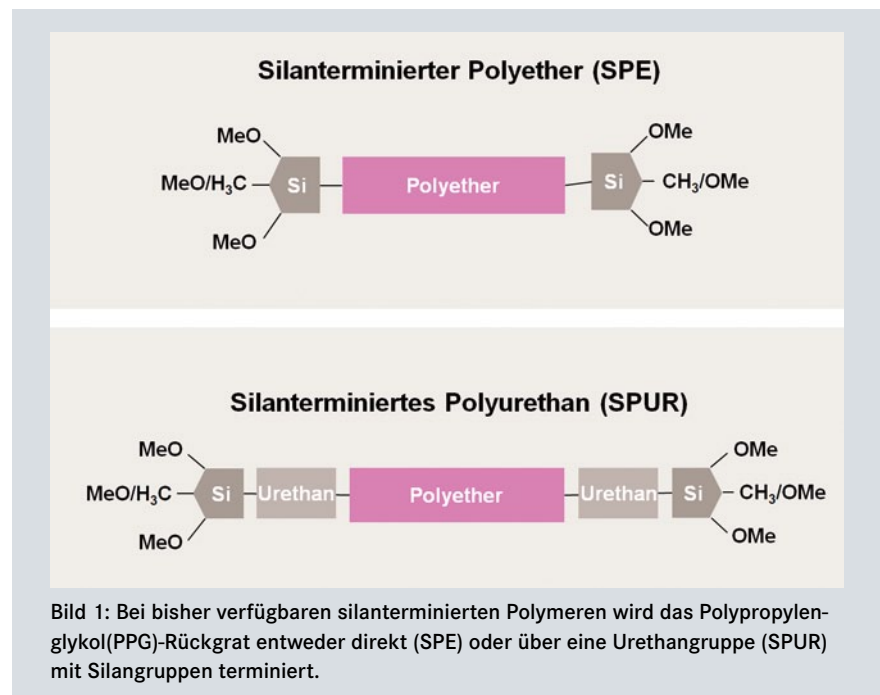 Silanterminierter Polyether (SPE)
MeO
OMe
MeO/H₃C
Si
Polyether
Si
CH₃/OMe
MeO
OMe
Silanterminiertes Polyurethan (SPUR)
MeO
OMe
MeO/H₃C
Si
Urethan
Polyether
Urethan
Si
CH₃/OMe
MeO
OMe
Bild 1: Bei bisher verfügbaren silanterminierten Polymeren wird das Polypropylen-
glykol(PPG)-Rückgrat entweder direkt (SPE) oder über eine Urethangruppe (SPUR)
mit Silangruppen terminiert.